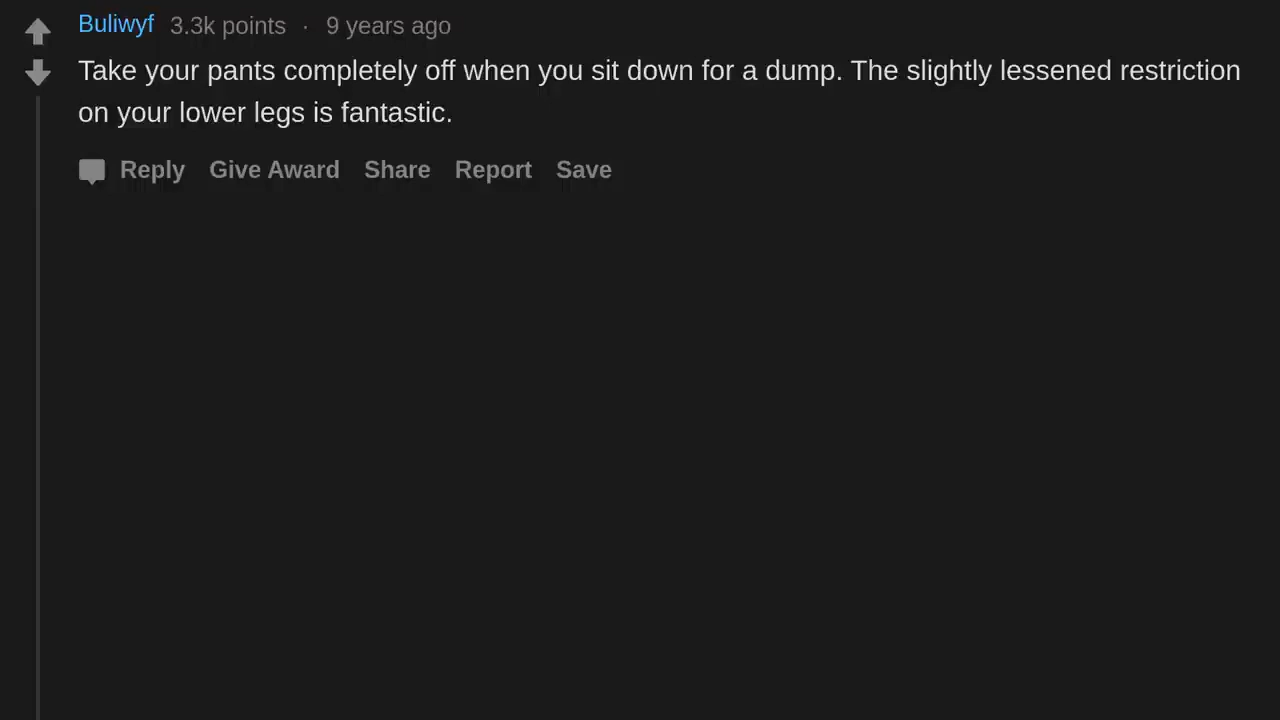 Buliwyf 3.3k points · 9 years ago
Take your pants completely off when you sit down for a dump. The slightly lessened restriction
on your lower legs is fantastic.
Reply Give Award Share Report Save